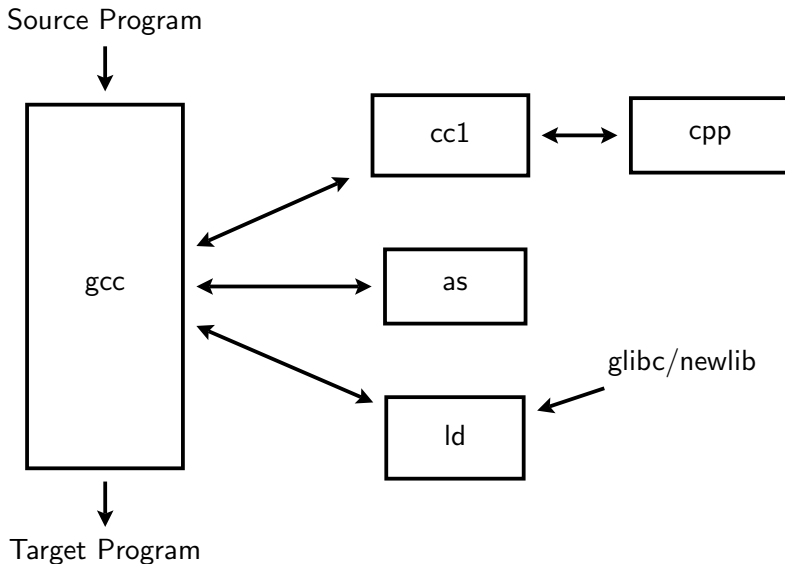 Source Program
cc1
cpp
gcc
as
glibc/newlib
ld
Target Program